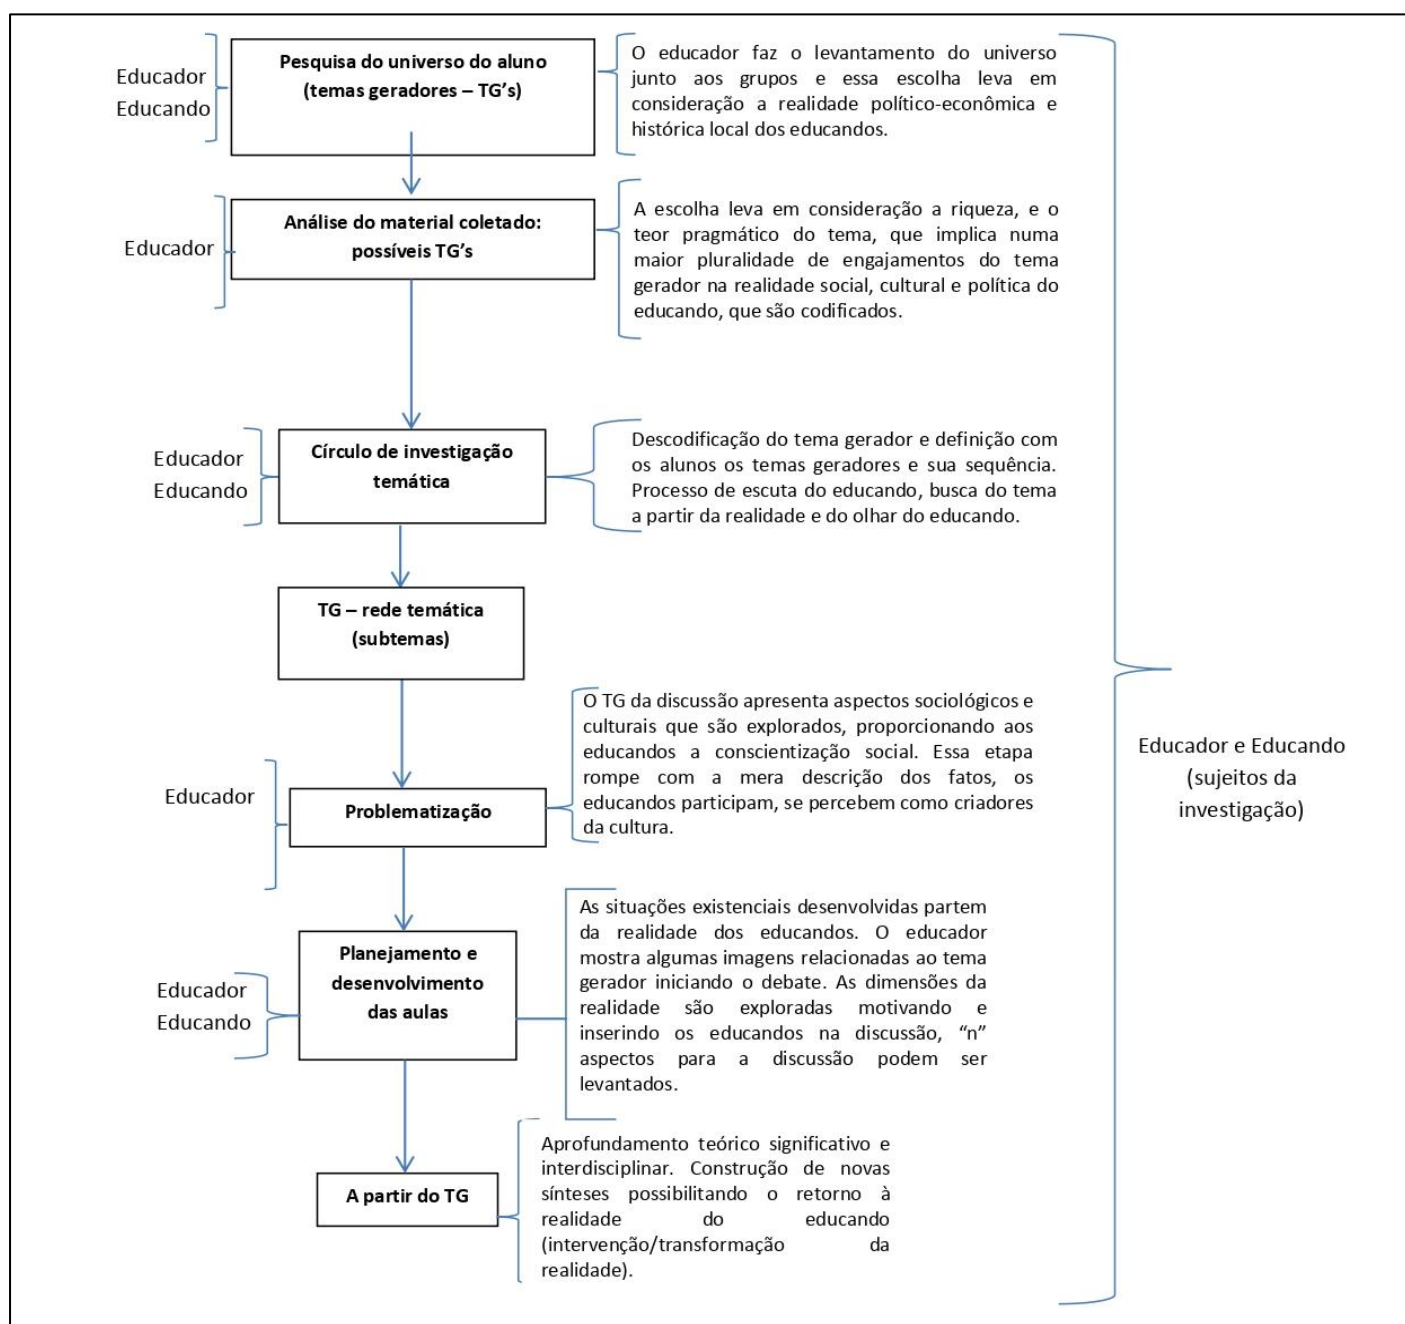 Educador
Educando
Pesquisa do universo do aluno
(temas geradores – TG’s)
O educador faz o levantamento do universo
junto aos grupos e essa escolha leva em
consideração a realidade político-econômica e
histórica local dos educandos.
Educador
Análise do material coletado:
possíveis TG’s
A escolha leva em consideração a riqueza, e o
teor pragmático do tema, que implica numa
maior pluralidade de engajamentos do tema
gerador na realidade social, cultural e política do
educando, que são codificados.
Educador
Educando
Círculo de investigação
temática
Descodificação do tema gerador e definição com
os alunos os temas geradores e sua sequência.
Processo de escuta do educando, busca do tema
a partir da realidade e do olhar do educando.
TG – rede temática
(subtemas)
Educador
Problematização
O TG da discussão apresenta aspectos sociológicos e
culturais que são explorados, proporcionando aos
educandos a conscientização social. Essa etapa
rompe com a mera descrição dos fatos, os
educandos participam, se percebem como criadores
da cultura.
Educador e Educando
(sujeitos da
investigação)
Educador
Educando
Planejamento e
desenvolvimento
das aulas
As situações existenciais desenvolvidas partem
da realidade dos educandos. O educador
mostra algumas imagens relacionadas ao tema
gerador iniciando o debate. As dimensões da
realidade são exploradas motivando e
inserindo os educandos na discussão, “n”
aspectos para a discussão podem ser
levantados.
A partir do TG
Aprofundamento teórico significativo e
interdisciplinar. Construção de novas
sínteses possibilitando o retorno à
realidade do educando
(intervenção/transformação da
realidade).